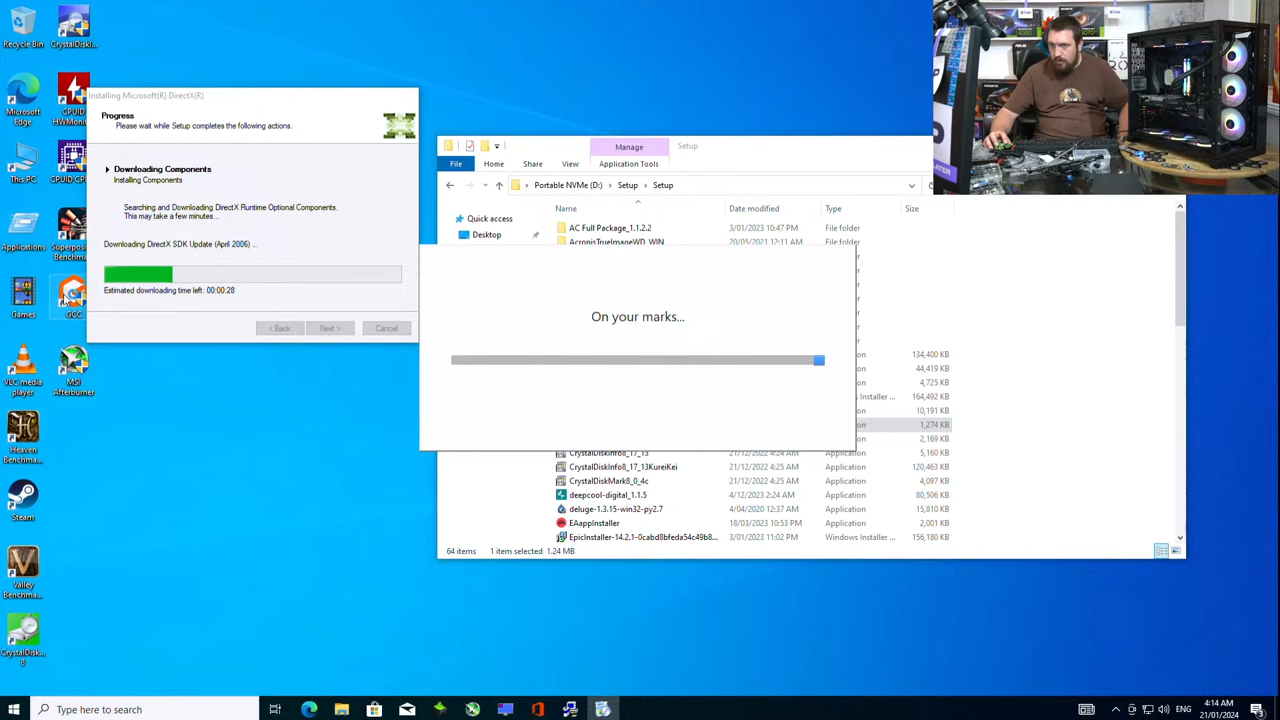 Recycle Bin
CrystalDiskI...
Microsoft
Edge
CPUID
HWMonit...
This PC
CPUID CPU...
Applications
Superpos...
Benchma...
Games
GCC
VLC media
player
MSI
Afterburner
Heaven
Benchma...
Steam
Valley
Benchma...
CrystalDisk...
8
Installing Microsoft(R) DirectX(R)
Progress
Please wait while Setup completes the following actions.
Downloading Components
Installing Components
Searching and Downloading DirectX Runtime Optional Components.
This may take a few minutes...
Downloading DirectX SDK Update (April 2006) ...
Estimated downloading time left: 00:00:28
< Back
Next >
Cancel
Manage
Setup
File
Home
Share
View
Application Tools
Portable NVMe (D:) > Setup > Setup
Name
Date modified
Type
Size
Quick access
Desktop
AC Full Package_1.1.2.2 3/01/2023 10:47 PM File folder
AcronisTrueImageWD_WIN 20/05/2021 12:11 AM File folder
On your marks...
134,400 KB
44,419 KB
4,725 KB
s Installer ... 164,492 KB
10,191 KB
1,274 KB
2,169 KB
CrystalDiskInfo8_17_13 21/12/2022 4:24 AM Application 5,160 KB
CrystalDiskInfo8_17_13KureiKei 21/12/2022 4:25 AM Application 120,463 KB
CrystalDiskMark8_0_4c 21/12/2022 4:25 AM Application 4,097 KB
deepcool-digital_1.1.5 4/12/2023 2:24 AM Application 80,506 KB
deluge-1.3.15-win32-py2.7 4/04/2020 12:37 AM Application 15,810 KB
EAappInstaller 18/03/2023 10:53 PM Application 2,001 KB
EpicInstaller-14.2.1-0cabd8bfeda54c49b8... 3/01/2023 11:02 PM Windows Installer ... 156,180 KB
64 items
1 item selected 1.24 MB
Type here to search
ENG
4:14 AM
21/01/2024